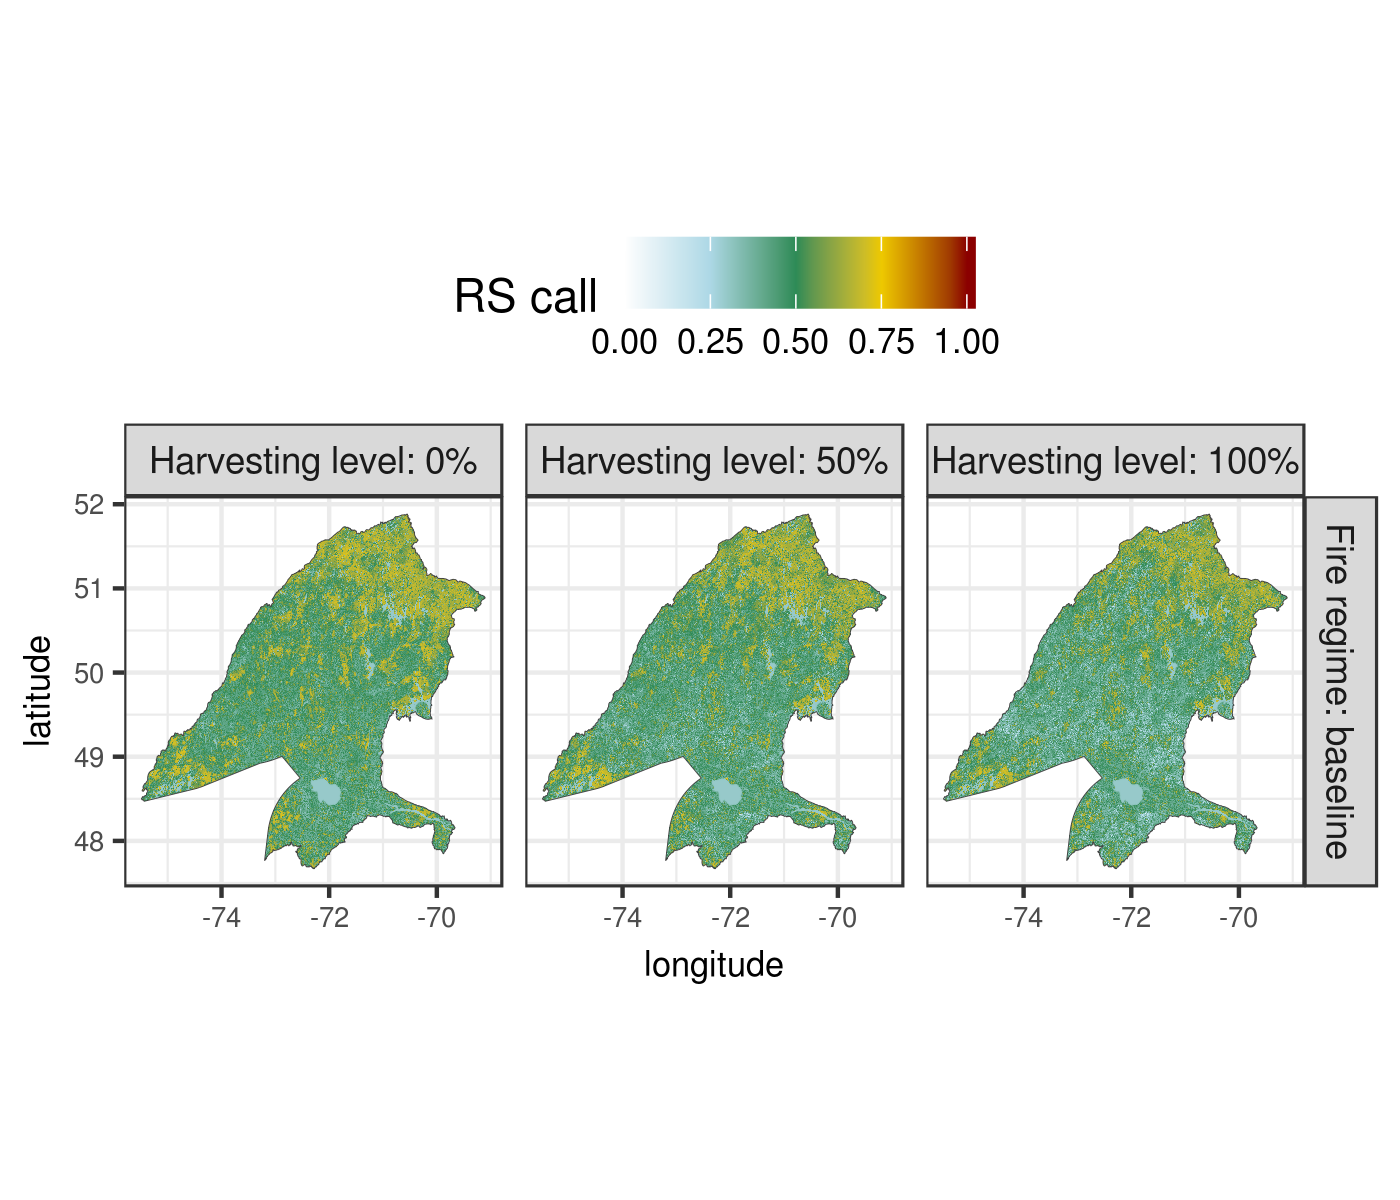 RS call
0.00 0.25 0.50 0.75 1.00
Harvesting level: 0%
Harvesting level: 50%
Harvesting level: 100%
Fire regime: baseline
52
51
50
49
48
latitude
-74 -72 -70
-74 -72 -70
-74 -72 -70
longitude